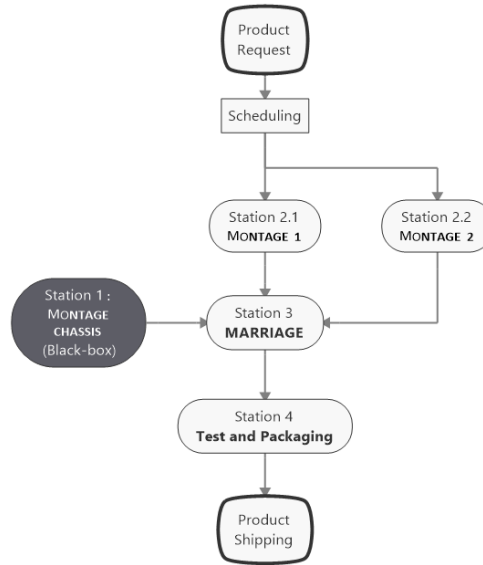 Product
Request
Scheduling
Station 2.1
MONTAGE 1
Station 2.2
MONTAGE 2
Station 1 :
MONTAGE
CHASSIS
(Black-box)
Station 3
MARRIAGE
Station 4
Test and Packaging
Product
Shipping